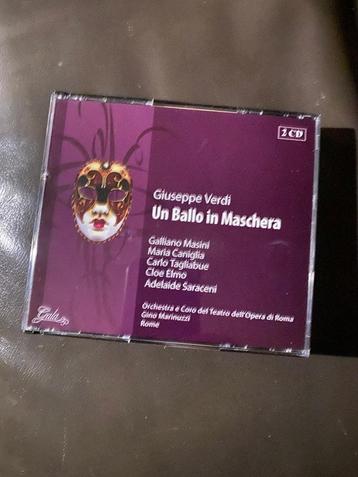 2 CD
Giuseppe Verdi
Un Ballo in Maschera
Galliano Masini
Maria Caniglia
Carlo Tagliabue
Cloe Elmo
Adelaide Saraceni
Orchestra e Coro del Teatro dell'Opera di Roma
Gino Marinuzzi
Rome
Gala